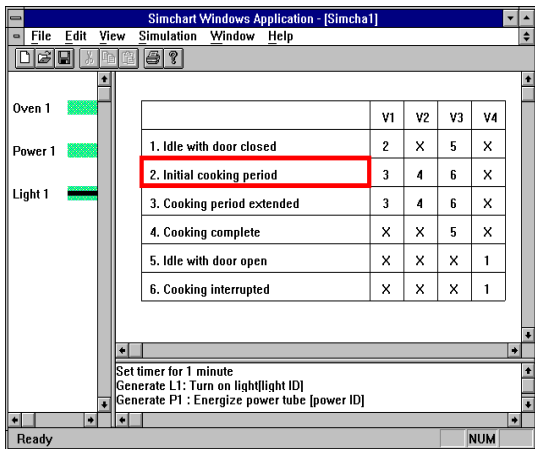 Simchart Windows Application - [Simcha1]
File Edit View Simulation Window Help
Oven 1
Power 1
Light 1
V1 V2 V3 V4
1. Idle with door closed 2 X 5 X
2. Initial cooking period 3 4 6 X
3. Cooking period extended 3 4 6 X
4. Cooking complete X X 5 X
5. Idle with door open X X X 1
6. Cooking interrupted X X X 1
Set timer for 1 minute
Generate L1: Turn on light[light ID]
Generate P1 : Energize power tube [power ID]
Ready NUM